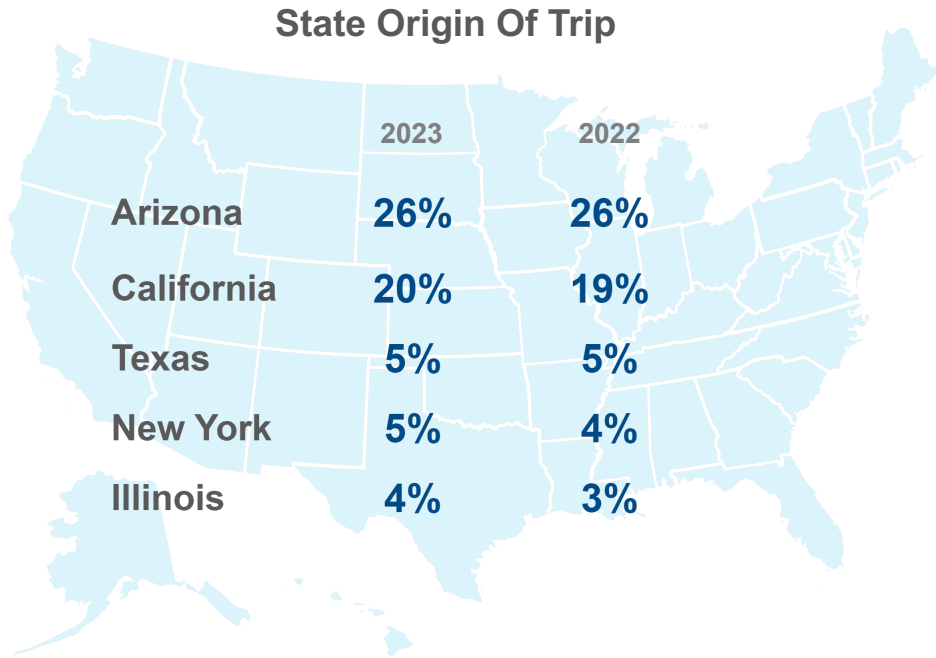 State Origin Of Trip
2023 2022
Arizona 26% 26%
California 20% 19%
Texas 5% 5%
New York 5% 4%
Illinois 4% 3%